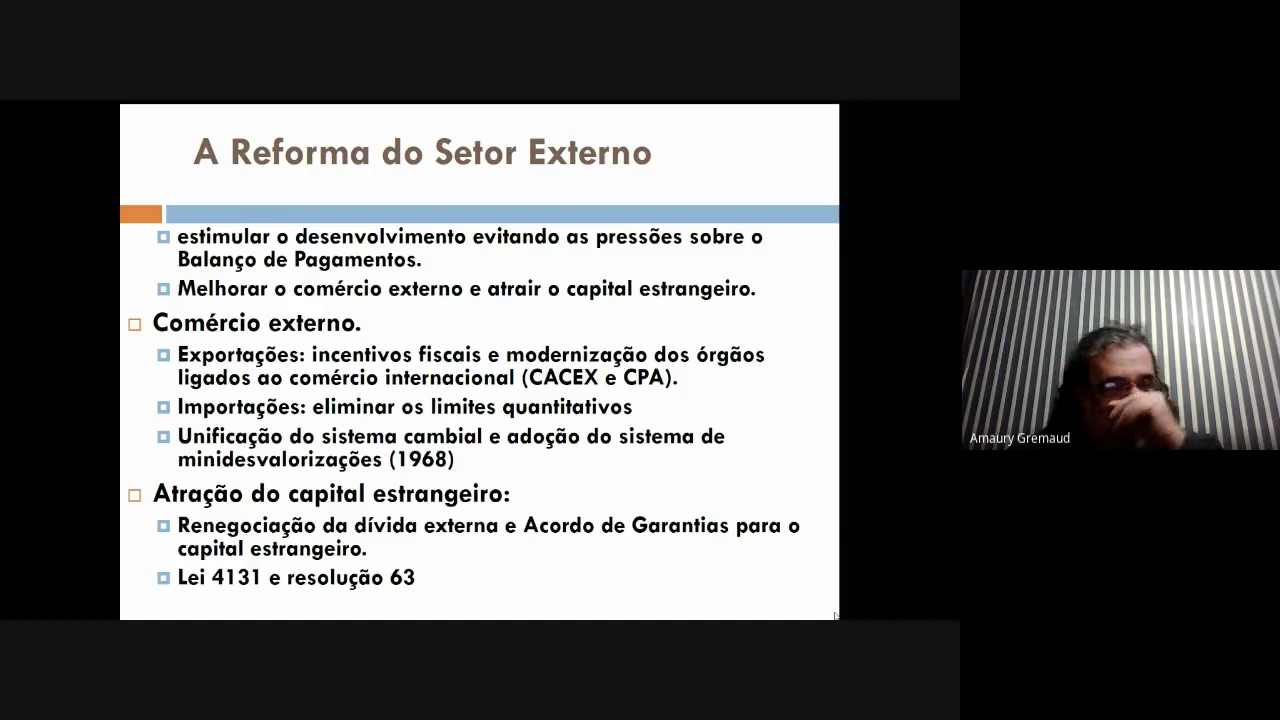 A Reforma do Setor Externo
estimular o desenvolvimento evitando as pressões sobre o
Balanço de Pagamentos.
Melhorar o comércio externo e atrair o capital estrangeiro.
Comércio externo.
Exportações: incentivos fiscais e modernização dos órgãos
ligados ao comércio internacional (CACEX e CPA).
Importações: eliminar os limites quantitativos
Unificação do sistema cambial e adoção do sistema de
minidesvalorizações (1968)
Atração do capital estrangeiro:
Renegociação da dívida externa e Acordo de Garantias para o
capital estrangeiro.
Lei 4131 e resolução 63
Amaury Gremaud